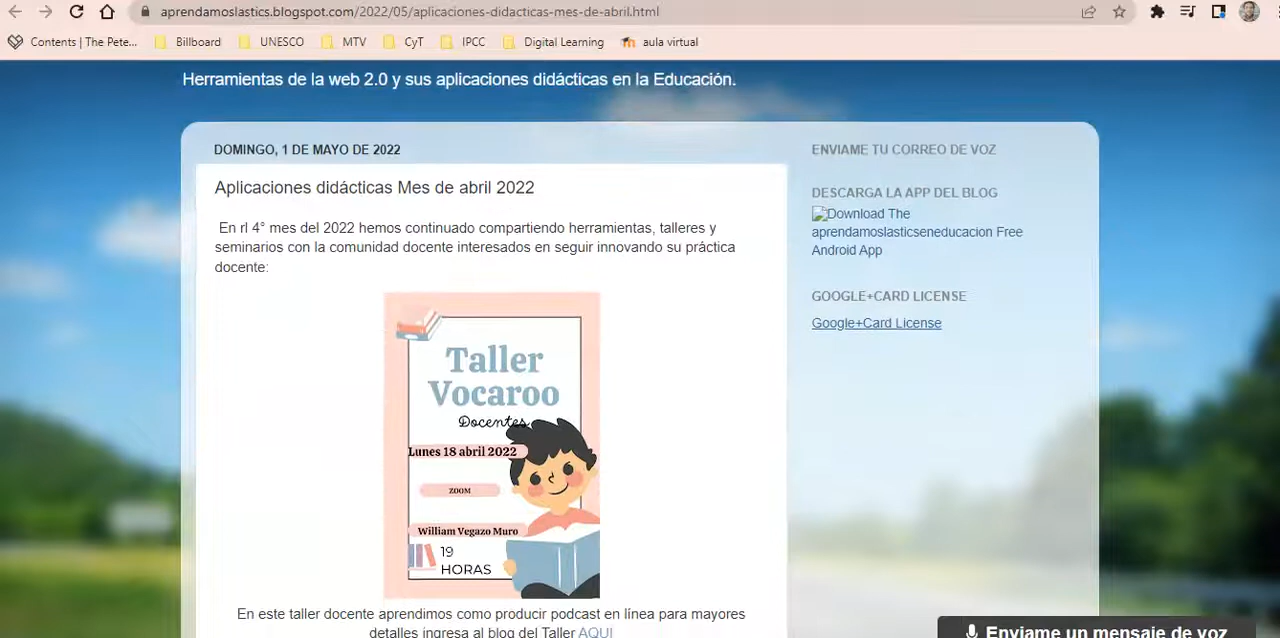 aprendamoslastics.blogspot.com/2022/05/aplicaciones-didacticas-mes-de-abril.html
Contents | The Pete... Billboard UNESCO MTV CyT IPCC Digital Learning aula virtual
Herramientas de la web 2.0 y sus aplicaciones didácticas en la Educación.
DOMINGO, 1 DE MAYO DE 2022
Aplicaciones didácticas Mes de abril 2022
En rl 4° mes del 2022 hemos continuado compartiendo herramientas, talleres y
seminarios con la comunidad docente interesados en seguir innovando su práctica
docente:
Taller
Vocaroo
Docentes
Lunes 18 abril 2022
ZOOM
William Vegazo Muro
19
HORAS
En este taller docente aprendimos como producir podcast en línea para mayores
detalles ingresa al blog del Taller AQUI
ENVIAME TU CORREO DE VOZ
DESCARGA LA APP DEL BLOG
Download The
aprendamoslasticseneducacion Free
Android App
GOOGLE+CARD LICENSE
Google+Card License
Enviame un mensaje de voz